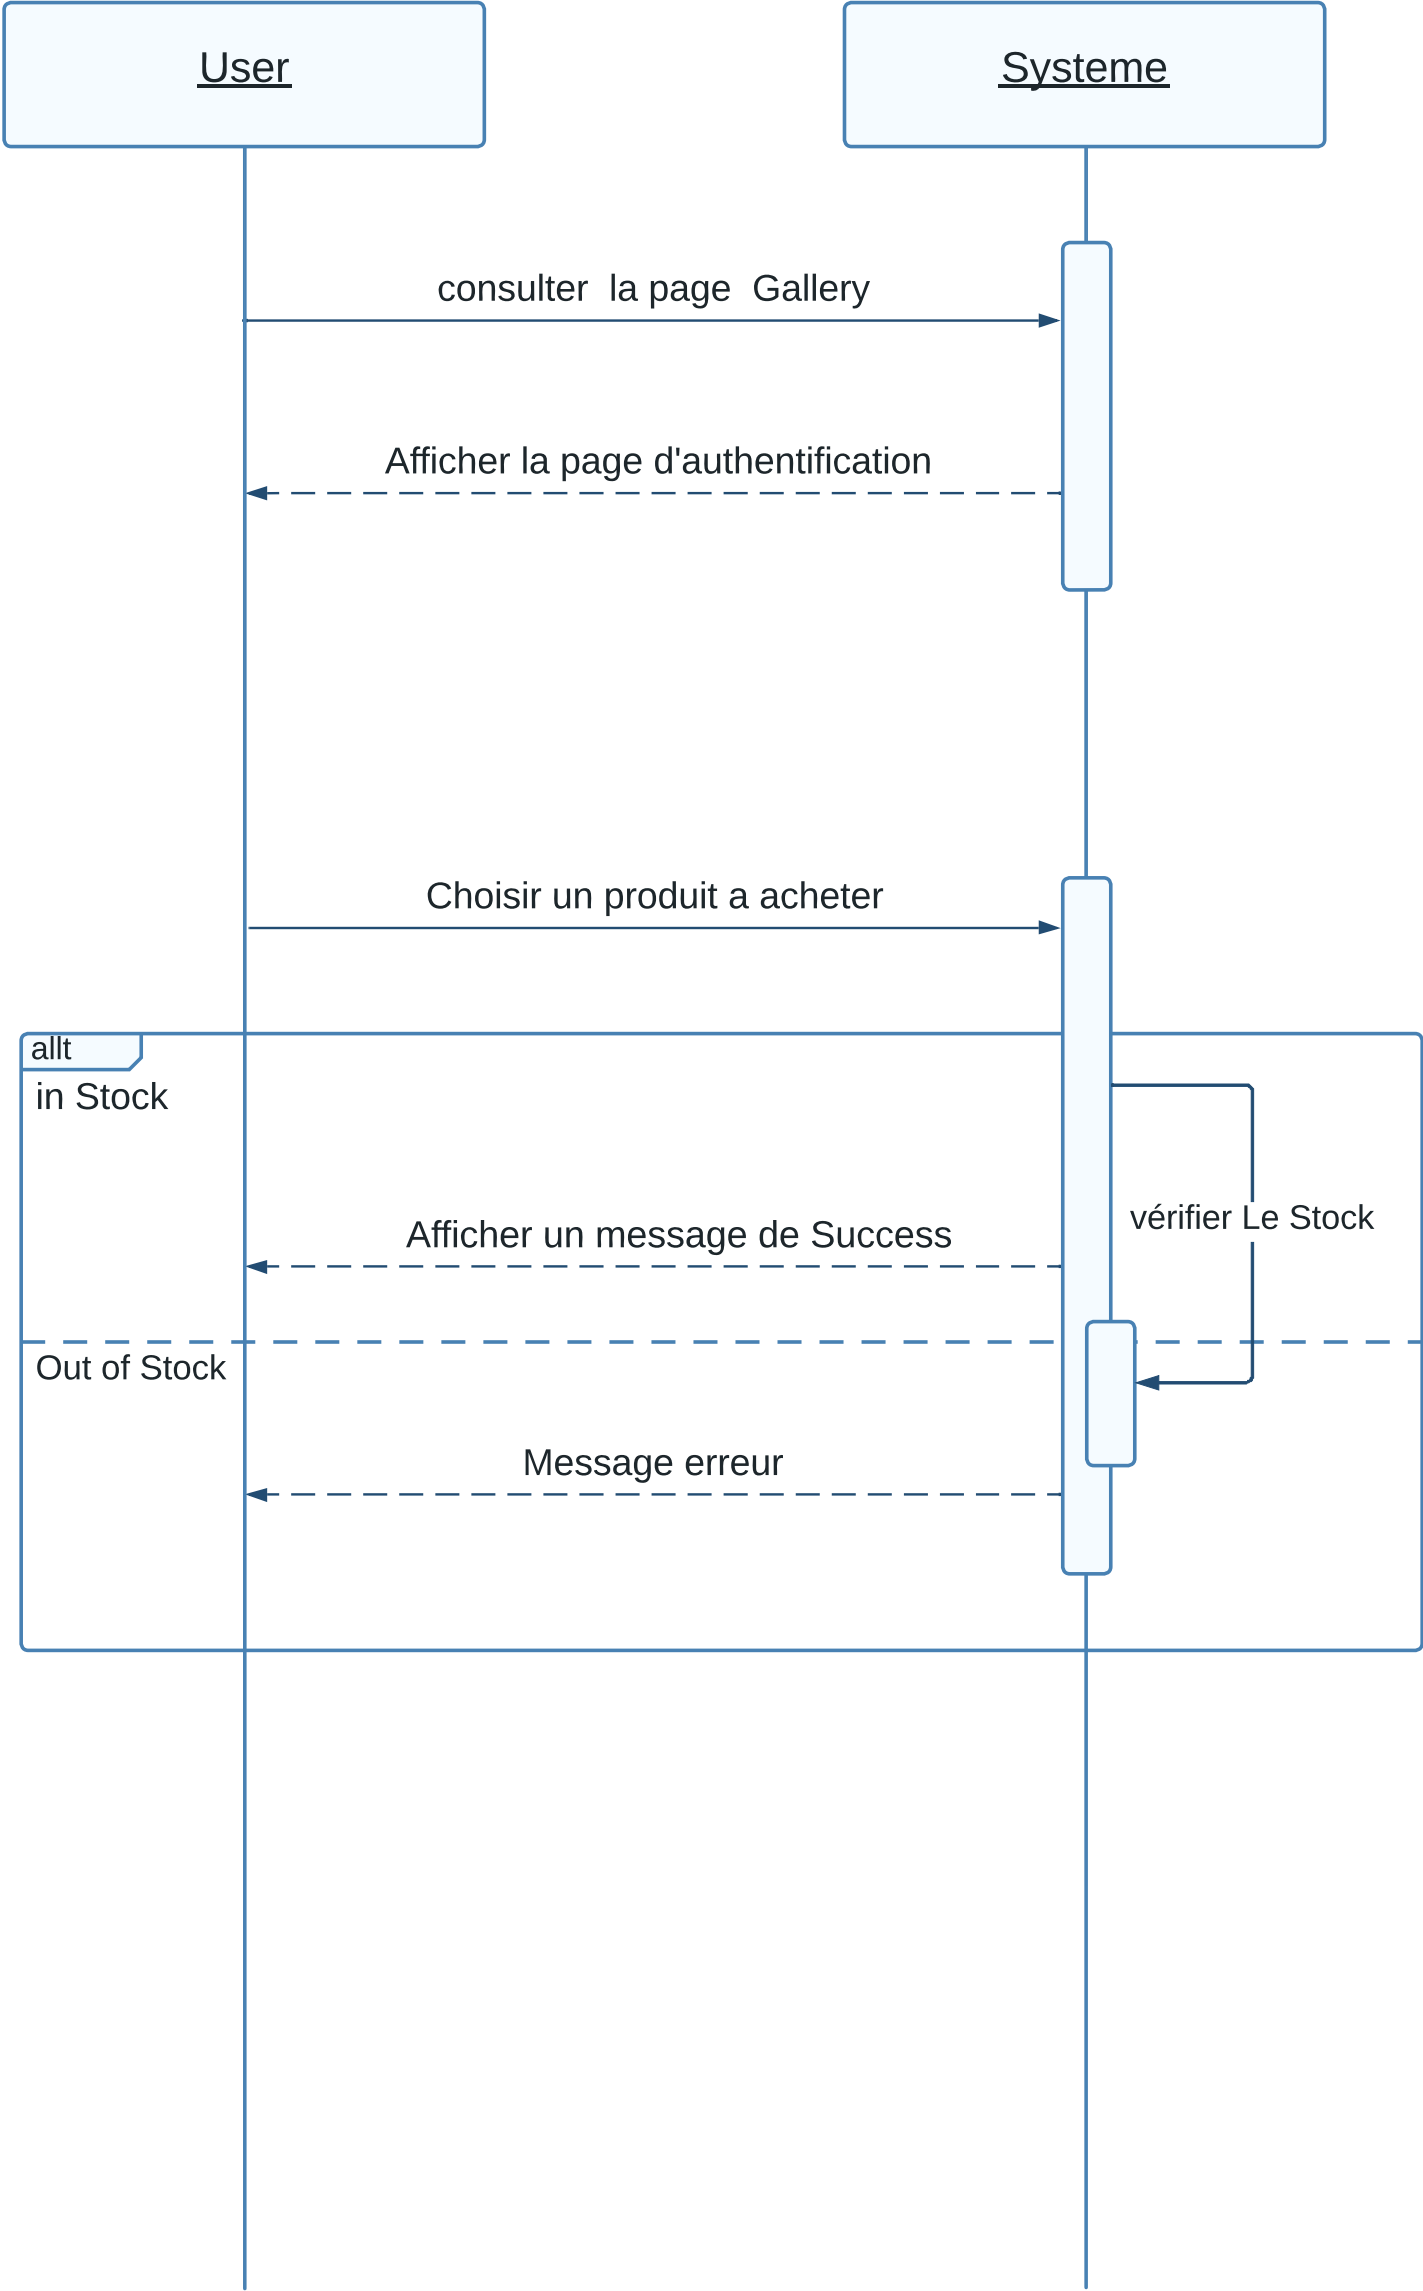 User
Systeme
consulter  la page  Gallery
Afficher la page d'authentification
Choisir un produit a acheter
allt
in Stock
vérifier Le Stock
Afficher un message de Success
Out of Stock
Message erreur